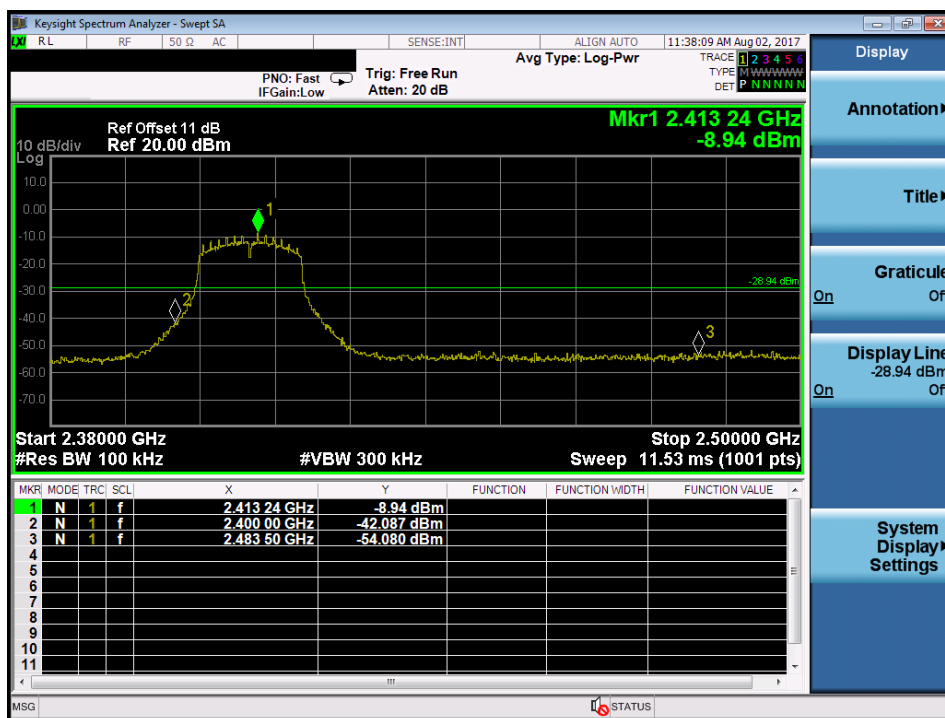 Keysight Spectrum Analyzer - Swept SA
LXI RL RF 50 Ω AC SENSE:INT ALIGN AUTO 11:38:09 AM Aug 02, 2017
PNO: Fast
IFGain:Low
Trig: Free Run
Atten: 20 dB
Avg Type: Log-Pwr
TRACE 1 2 3 4 5 6
TYPE M WWWWW
DET P N N N N N
Mkr1 2.413 24 GHz
-8.94 dBm
Ref Offset 11 dB
10 dB/div Ref 20.00 dBm
Log
10.0
0.00
-10.0
-20.0
-30.0
-40.0
-50.0
-60.0
-70.0
1
2
3
-28.94 dBm
Start 2.38000 GHz Stop 2.50000 GHz
#Res BW 100 kHz #VBW 300 kHz Sweep 11.53 ms (1001 pts)
MKR MODE TRC SCL X Y FUNCTION FUNCTION WIDTH FUNCTION VALUE
1 N 1 f 2.413 24 GHz -8.94 dBm
2 N 1 f 2.400 00 GHz -42.087 dBm
3 N 1 f 2.483 50 GHz -54.080 dBm
4
5
6
7
8
9
10
11
MSG STATUS
Display
Annotation
Title
Graticule
On Of
Display Line
-28.94 dBm
On Of
System
Display
Settings